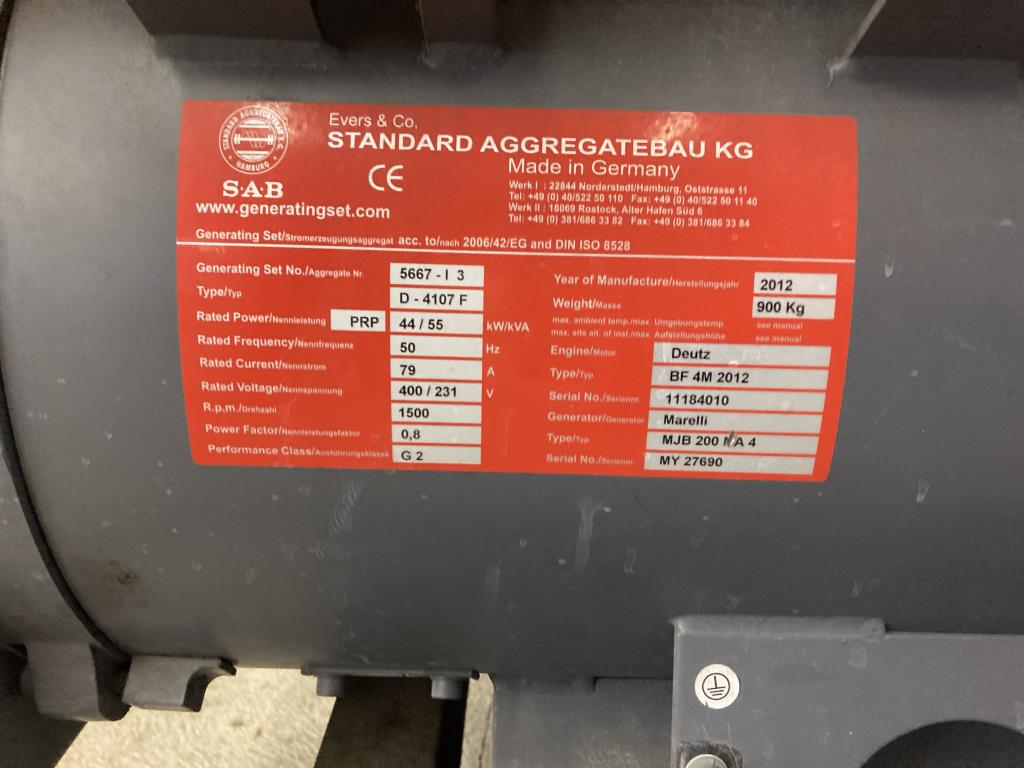 Evers & Co.
STANDARD AGGREGATEBAU KG
Made in Germany
STANDARD AGGREGATEBAU K.G.
HAMBURG
S·A·B
CE
www.generatingset.com
Werk I : 22844 Norderstedt/Hamburg, Oststrasse 11
Tel: +49 (0) 40/522 50 110 Fax: +49 (0) 40/522 50 11 40
Werk II : 18069 Rostock, Alter Hafen Süd 6
Tel: +49 (0) 381/686 33 82 Fax: +49 (0) 381/686 33 84
Generating Set/Stromerzeugungsaggregat acc. to/nach 2006/42/EG and DIN ISO 8528
Generating Set No./Aggregate Nr. 5667 - I 3
Type/Typ D - 4107 F
Rated Power/Nennleistung PRP 44 / 55 kW/kVA
Rated Frequency/Nennfrequenz 50 Hz
Rated Current/Nennstrom 79 A
Rated Voltage/Nennspannung 400 / 231 V
R.p.m./Drehzahl 1500
Power Factor/Nennleistungsfaktor 0,8
Performance Class/Ausführungsklasse G 2
Year of Manufacture/Herstellungsjahr 2012
Weight/Masse 900 Kg
max. ambient temp./max. Umgebungstemp. see manual
max. sits alt. of inst./max. Aufstellungshöhe see manual
Engine/Motor Deutz
Type/Typ BF 4M 2012
Serial No./Seriennr. 11184010
Generator/Generator Marelli
Type/Typ MJB 200 MA 4
Serial No./Seriennr. MY 27690